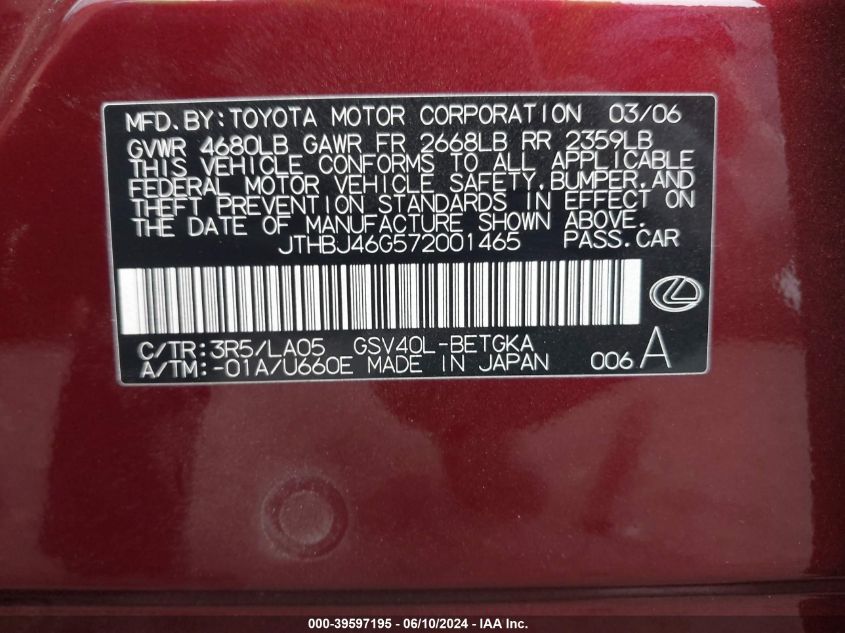 MFD. BY: TOYOTA MOTOR CORPORATION 03/06
GVWR 4680LB GAWR FR 2668LB RR 2359LB
THIS VEHICLE CONFORMS TO ALL APPLICABLE
FEDERAL MOTOR VEHICLE SAFETY, BUMPER, AND
THEFT PREVENTION STANDARDS IN EFFECT ON
THE DATE OF MANUFACTURE SHOWN ABOVE.
JTHBJ46G572001465 PASS. CAR
C/TR: 3R5/LA05 GSV40L-BETGKA
A/TM: -01A/U660E MADE IN JAPAN 006 A
000-39597195 - 06/10/2024 - IAA Inc.